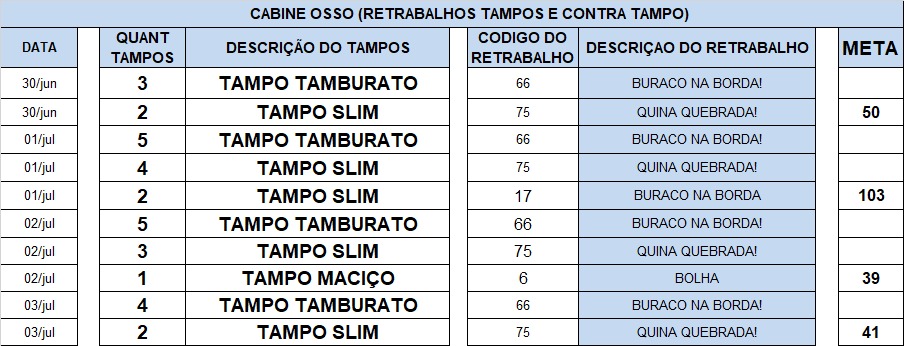 CABINE OSSO (RETRABALHOS TAMPOS E CONTRA TAMPO)
DATA QUANT TAMPOS DESCRIÇÃO DO TAMPOS CODIGO DO RETRABALHO DESCRIÇAO DO RETRABALHO META
30/jun 3 TAMPO TAMBURATO 66 BURACO NA BORDA!
30/jun 2 TAMPO SLIM 75 QUINA QUEBRADA! 50
01/jul 5 TAMPO TAMBURATO 66 BURACO NA BORDA!
01/jul 4 TAMPO SLIM 75 QUINA QUEBRADA!
01/jul 2 TAMPO SLIM 17 BURACO NA BORDA 103
02/jul 5 TAMPO TAMBURATO 66 BURACO NA BORDA!
02/jul 3 TAMPO SLIM 75 QUINA QUEBRADA!
02/jul 1 TAMPO MACIÇO 6 BOLHA 39
03/jul 4 TAMPO TAMBURATO 66 BURACO NA BORDA!
03/jul 2 TAMPO SLIM 75 QUINA QUEBRADA! 41